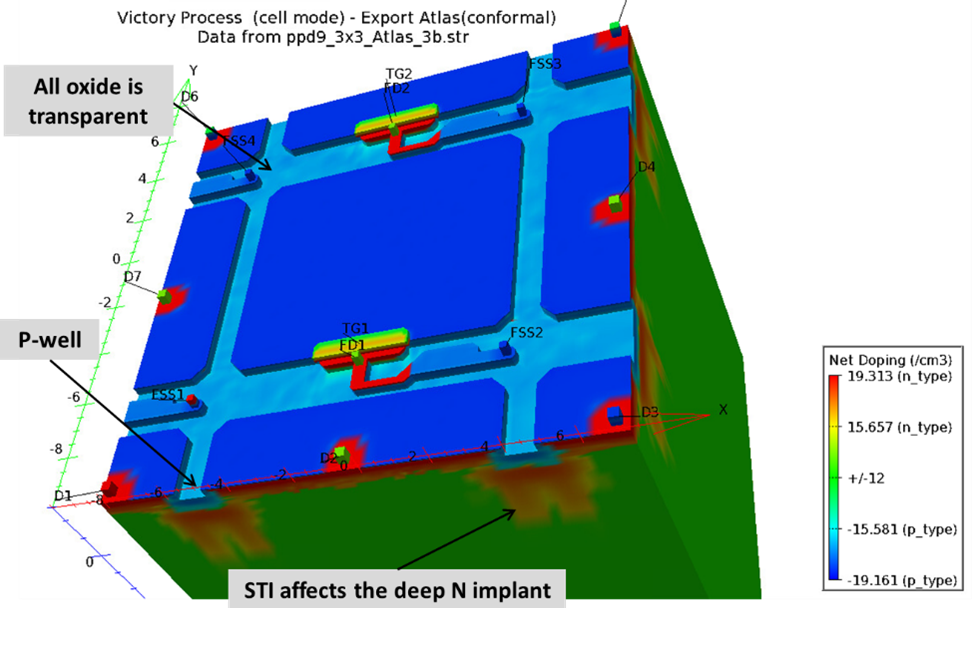 Victory Process (cell mode) - Export Atlas(conformal)
Data from ppd9_3x3_Atlas_3b.str
All oxide is
transparent
Y
D6
TG2
FD2
FSS3
6
FSS4
4
D4
2
0
D7
-2
P-well
TG1
FD1
FSS2
-6
FSS1
-8
D1
-8
-6
-4
-2
D2
0
2
4
6
D3
X
0
STI affects the deep N implant
Net Doping (/cm3)
19.313 (n_type)
15.657 (n_type)
+/-12
-15.581 (p_type)
-19.161 (p_type)